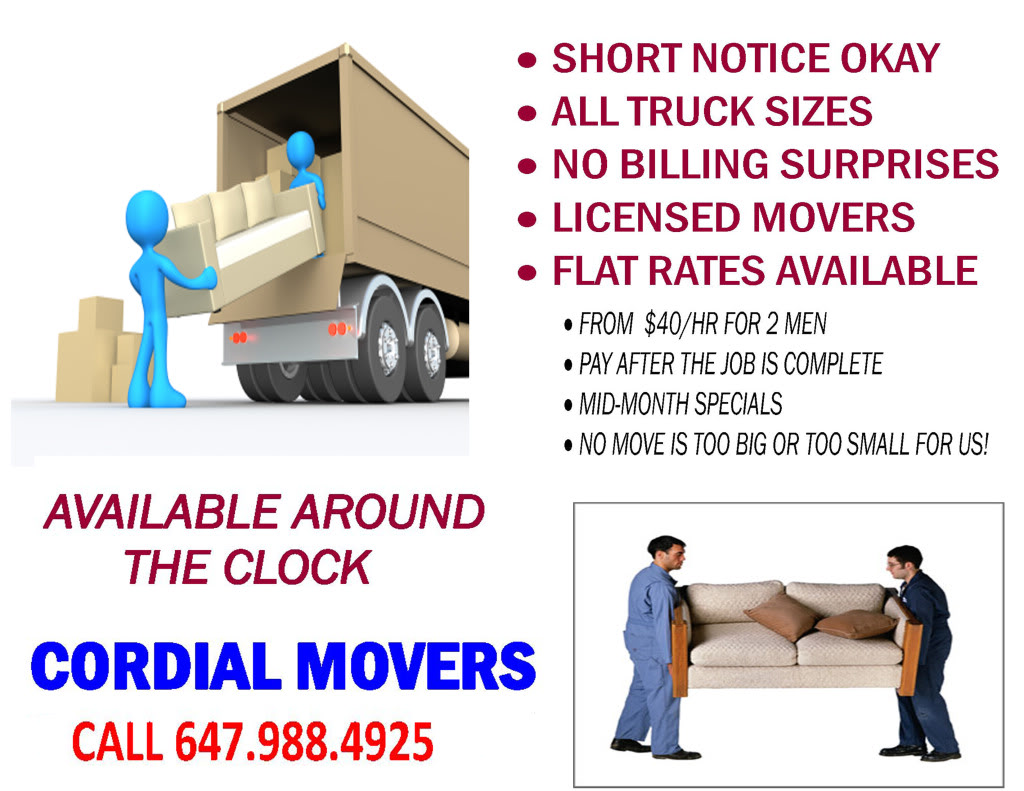 • SHORT NOTICE OKAY
• ALL TRUCK SIZES
• NO BILLING SURPRISES
• LICENSED MOVERS
• FLAT RATES AVAILABLE
• FROM $40/HR FOR 2 MEN
• PAY AFTER THE JOB IS COMPLETE
• MID-MONTH SPECIALS
• NO MOVE IS TOO BIG OR TOO SMALL FOR US!
AVAILABLE AROUND
THE CLOCK
CORDIAL MOVERS
CALL 647.988.4925